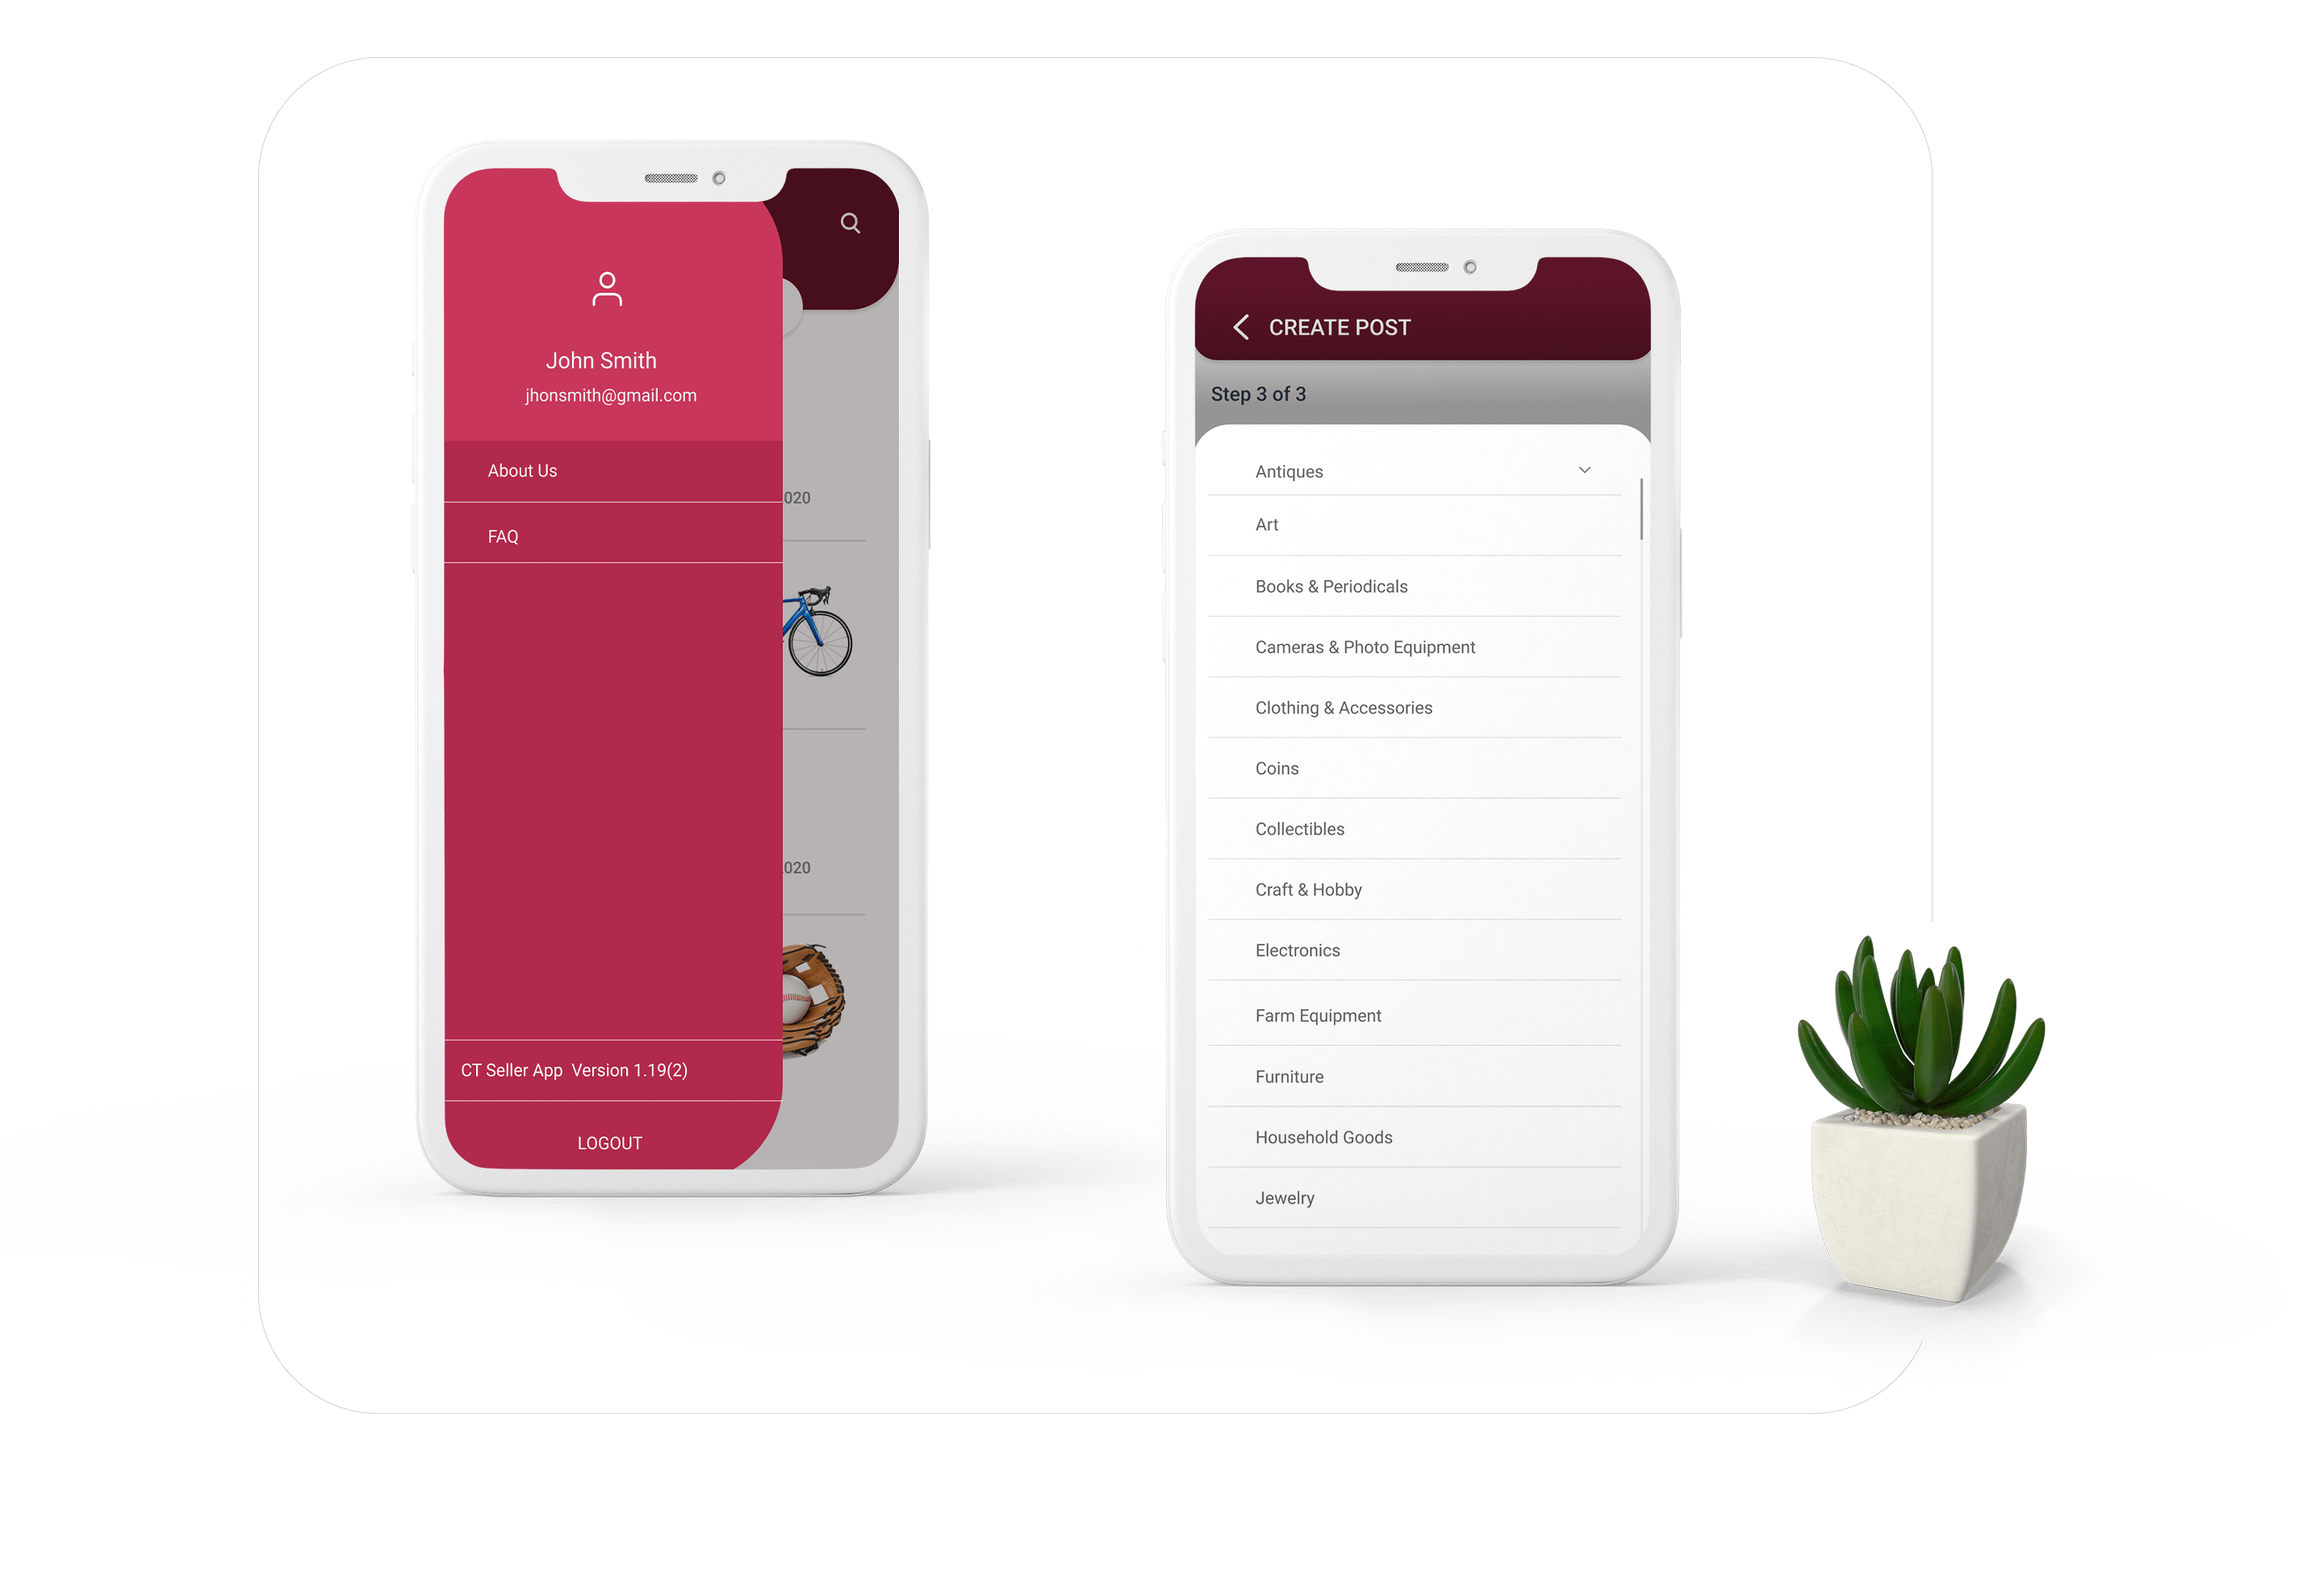 John Smith
jhonsmith@gmail.com
About Us
FAQ
CT Seller App Version 1.19(2)
LOGOUT
020
020
CREATE POST
Step 3 of 3
Antiques
Art
Books & Periodicals
Cameras & Photo Equipment
Clothing & Accessories
Coins
Collectibles
Craft & Hobby
Electronics
Farm Equipment
Furniture
Household Goods
Jewelry